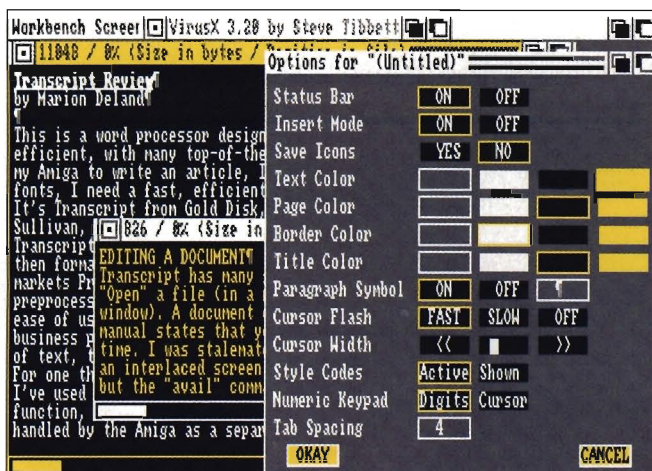 Workbench Screen VirusX 3.20 by Steve Tibbett
11048 / 0% (Size in bytes / Position in file)
Transcript Review¶
by Marion Deland¶
¶
This is a word processor design
efficient, with many top-of-the
my Amiga to write an article, I
fonts, I need a fast, efficient
It's Transcript from Gold Disk,
Sullivan,
Transcript
then forma
markets Pr
preprocess
ease of us
business p
of text, t
For one th
I've used
function,
handled by the Amiga as a separ
826 / 0% (Size in
EDITING A DOCUMENT¶
Transcript has many
"Open" a file (in a
window). A document
manual states that yo
time. I was stalemat
an interlaced screen
but the "avail" comm
Options for "(Untitled)"
Status Bar ON OFF
Insert Mode ON OFF
Save Icons YES NO
Text Color
Page Color
Border Color
Title Color
Paragraph Symbol ON OFF ¶
Cursor Flash FAST SLOW OFF
Cursor Width << >>
Style Codes Active Shown
Numeric Keypad Digits Cursor
Tab Spacing 4
OKAY CANCEL